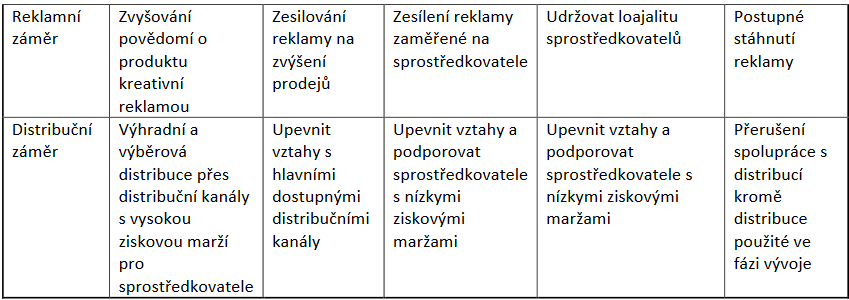 Reklamní
záměr
Zvyšování
povědomí o
produktu
kreativní
reklamou
Zesilování
reklamy na
zvýšení
prodejů
Zesílení reklamy
zaměřené na
sprostředkovatele
Udržovat loajalitu
sprostředkovatelů
Postupné
stáhnutí
reklamy
Distribuční
záměr
Výhradní a
výběrová
distribuce přes
distribuční kanály
s vysokou
ziskovou marží
pro
sprostředkovatele
Upevnit
vztahy s
hlavními
dostupnými
distribučními
kanály
Upevnit vztahy a
podporovat
sprostředkovatele
s nízkymi
ziskovými
maržami
Upevnit vztahy a
podporovat
sprostředkovatele s
nízkymi ziskovými
maržami
Přerušení
spolupráce s
distribucí
kromě
distribuce
použité ve
fázi vývoje